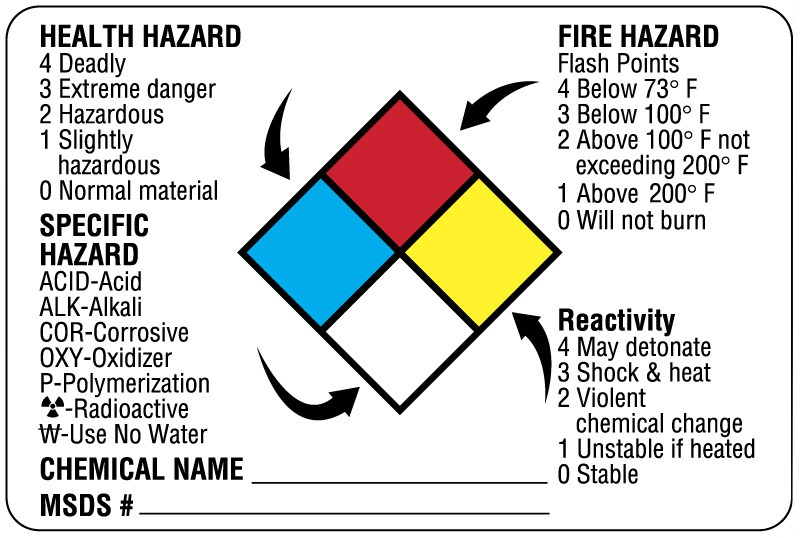 HEALTH HAZARD
4 Deadly
3 Extreme danger
2 Hazardous
1 Slightly
hazardous
0 Normal material
SPECIFIC
HAZARD
ACID-Acid
ALK-Alkali
COR-Corrosive
OXY-Oxidizer
P-Polymerization
☢-Radioactive
W̶-Use No Water
FIRE HAZARD
Flash Points
4 Below 73° F
3 Below 100° F
2 Above 100° F not
exceeding 200° F
1 Above 200° F
0 Will not burn
Reactivity
4 May detonate
3 Shock & heat
2 Violent
chemical change
1 Unstable if heated
0 Stable
CHEMICAL NAME
MSDS #